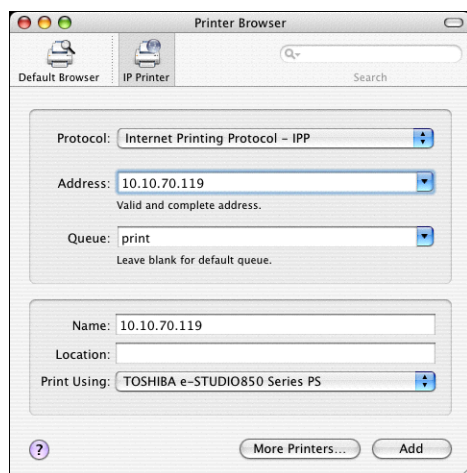 Printer Browser
Default Browser
IP Printer
Search
Protocol: Internet Printing Protocol – IPP
Address: 10.10.70.119
Valid and complete address.
Queue: print
Leave blank for default queue.
Name: 10.10.70.119
Location:
Print Using: TOSHIBA e-STUDIO850 Series PS
?
More Printers...
Add